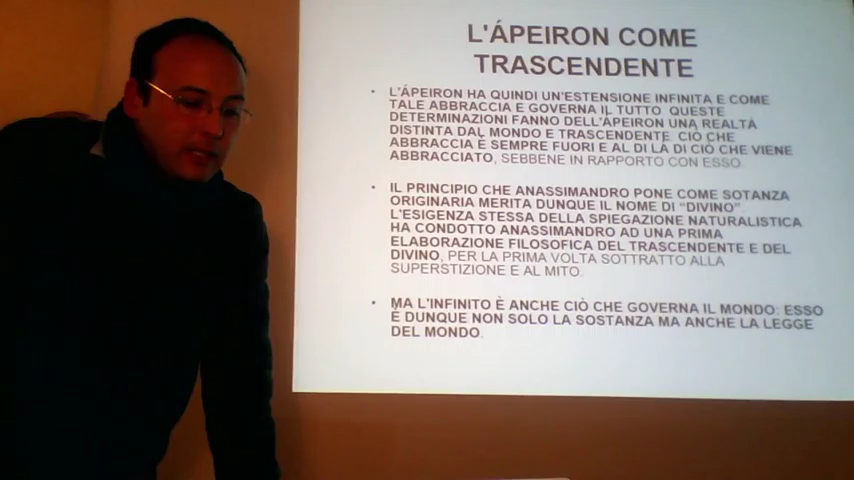 L'ÁPEIRON COME
TRASCENDENTE
• L'ÁPEIRON HA QUINDI UN'ESTENSIONE INFINITA E COME
TALE ABBRACCIA E GOVERNA IL TUTTO. QUESTE
DETERMINAZIONI FANNO DELL'ÁPEIRON UNA REALTÀ
DISTINTA DAL MONDO E TRASCENDENTE: CIÒ CHE
ABBRACCIA È SEMPRE FUORI E AL DI LÀ DI CIÒ CHE VIENE
ABBRACCIATO, SEBBENE IN RAPPORTO CON ESSO.
• IL PRINCIPIO CHE ANASSIMANDRO PONE COME SOTANZA
ORIGINARIA MERITA DUNQUE IL NOME DI "DIVINO".
L'ESIGENZA STESSA DELLA SPIEGAZIONE NATURALISTICA
HA CONDOTTO ANASSIMANDRO AD UNA PRIMA
ELABORAZIONE FILOSOFICA DEL TRASCENDENTE E DEL
DIVINO, PER LA PRIMA VOLTA SOTTRATTO ALLA
SUPERSTIZIONE E AL MITO.
• MA L'INFINITO È ANCHE CIÒ CHE GOVERNA IL MONDO: ESSO
È DUNQUE NON SOLO LA SOSTANZA MA ANCHE LA LEGGE
DEL MONDO.